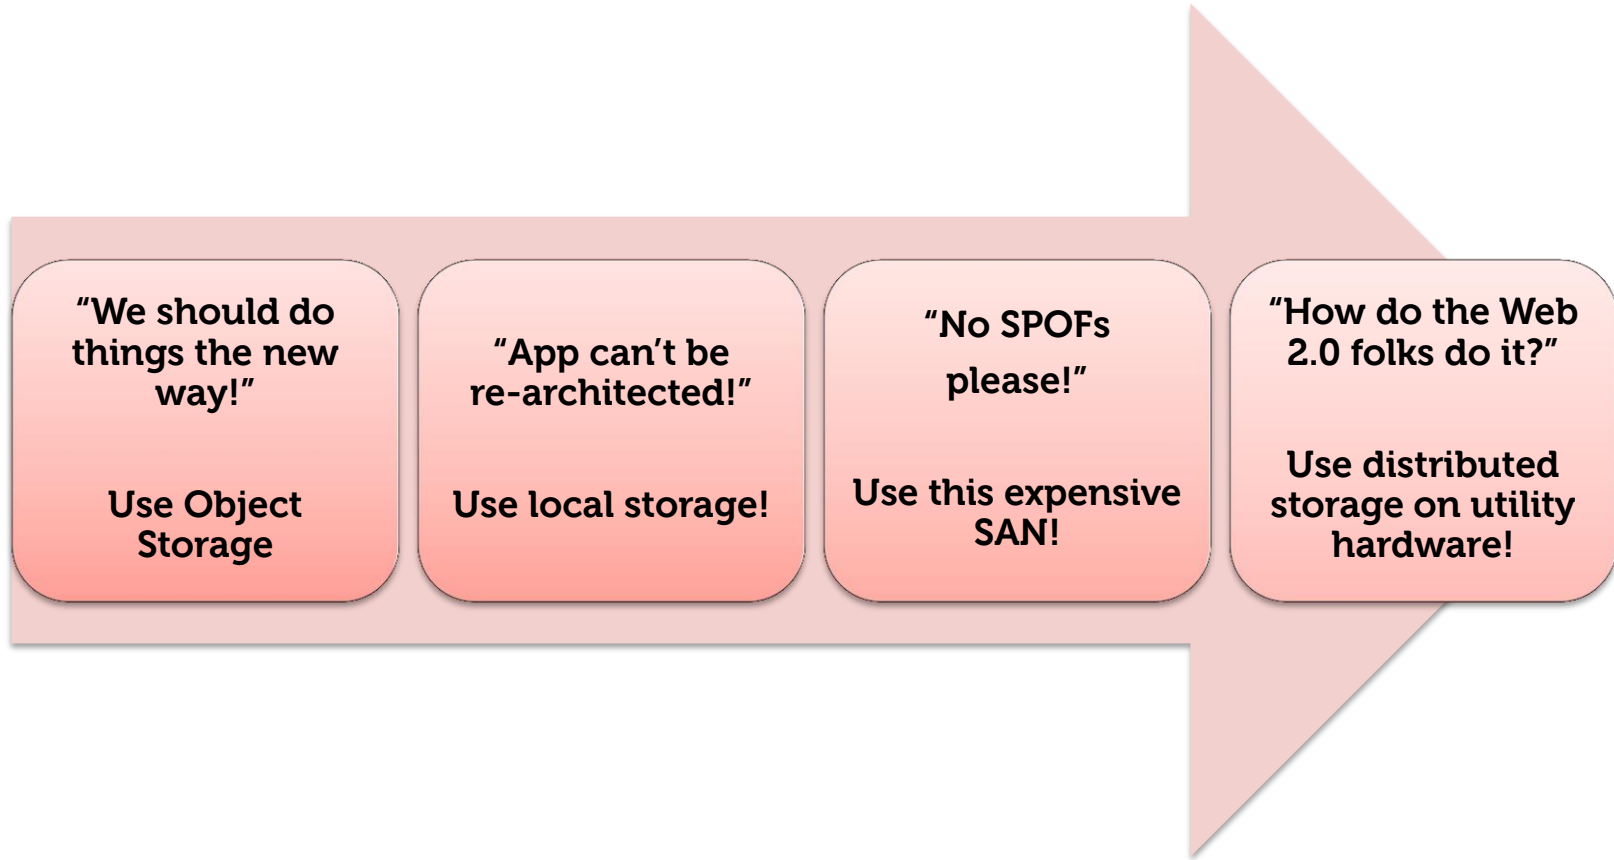 “We should do
things the new
way!”
Use Object
Storage
“App can’t be
re-architected!”
Use local storage!
“No SPOFs
please!”
Use this expensive
SAN!
“How do the Web
2.0 folks do it?”
Use distributed
storage on utility
hardware!